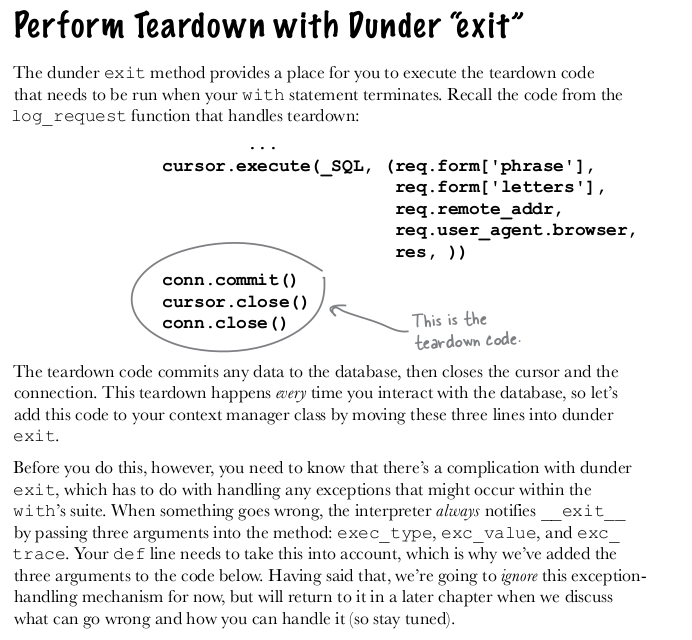 Perform Teardown with Dunder “exit”
The dunder exit method provides a place for you to execute the teardown code
that needs to be run when your with statement terminates. Recall the code from the
log_request function that handles teardown:
...
cursor.execute(_SQL, (req.form['phrase'],
req.form['letters'],
req.remote_addr,
req.user_agent.browser,
res, ))
conn.commit()
cursor.close()
conn.close()
This is the
teardown code.
The teardown code commits any data to the database, then closes the cursor and the
connection. This teardown happens every time you interact with the database, so let’s
add this code to your context manager class by moving these three lines into dunder
exit.
Before you do this, however, you need to know that there’s a complication with dunder
exit, which has to do with handling any exceptions that might occur within the
with’s suite. When something goes wrong, the interpreter always notifies __exit__
by passing three arguments into the method: exec_type, exc_value, and exc_
trace. Your def line needs to take this into account, which is why we’ve added the
three arguments to the code below. Having said that, we’re going to ignore this exception-
handling mechanism for now, but will return to it in a later chapter when we discuss
what can go wrong and how you can handle it (so stay tuned).